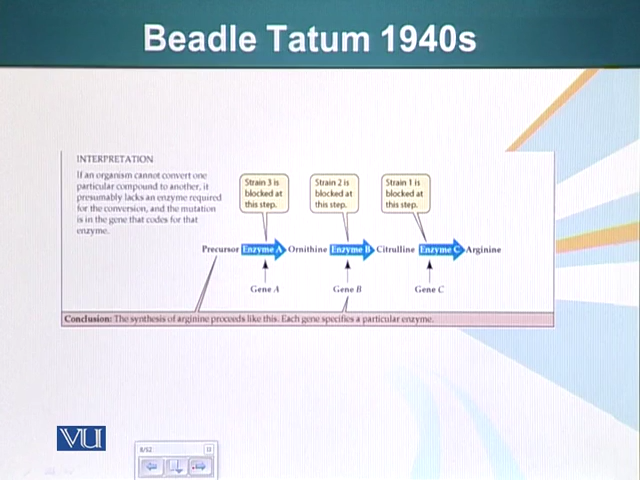 Beadle Tatum 1940s
INTERPRETATION
If an organism cannot convert one
particular compound to another, it
presumably lacks an enzyme required
for the conversion, and the mutation
is in the gene that codes for that
enzyme.
Strain 3 is
blocked at
this step.
Strain 2 is
blocked at
this step.
Strain 1 is
blocked at
this step.
Precursor Enzyme A Ornithine Enzyme B Citrulline Enzyme C Arginine
Gene A Gene B Gene C
Conclusion: The synthesis of arginine proceeds like this. Each gene specifies a particular enzyme.
VU
8/52